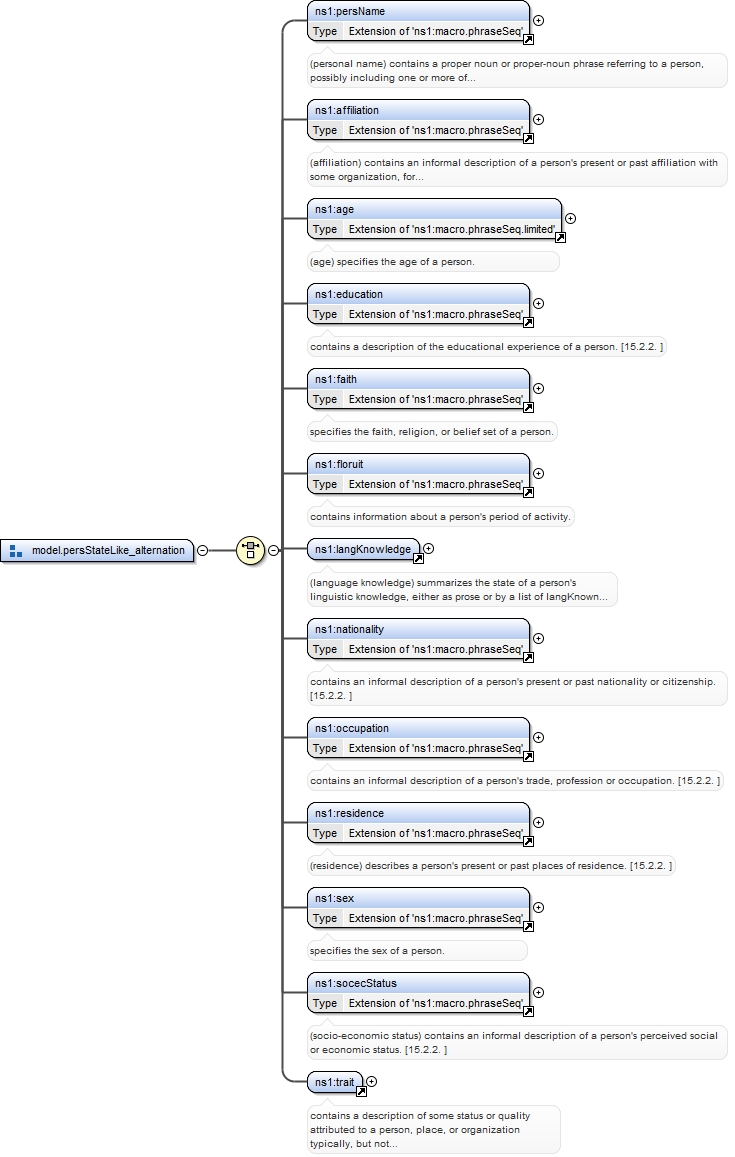 ns1:persName
Type Extension of 'ns1:macro.phraseSeq'
(personal name) contains a proper noun or proper-noun phrase referring to a person,
possibly including one or more of...
ns1:affiliation
Type Extension of 'ns1:macro.phraseSeq'
(affiliation) contains an informal description of a person's present or past affiliation with
some organization, for...
ns1:age
Type Extension of 'ns1:macro.phraseSeq.limited'
(age) specifies the age of a person.
ns1:education
Type Extension of 'ns1:macro.phraseSeq'
contains a description of the educational experience of a person. [15.2.2. ]
ns1:faith
Type Extension of 'ns1:macro.phraseSeq'
specifies the faith, religion, or belief set of a person.
ns1:floruit
Type Extension of 'ns1:macro.phraseSeq'
contains information about a person's period of activity.
model.persStateLike_alternation
ns1:langKnowledge
(language knowledge) summarizes the state of a person's
linguistic knowledge, either as prose or by a list of langKnown...
ns1:nationality
Type Extension of 'ns1:macro.phraseSeq'
contains an informal description of a person's present or past nationality or citizenship.
[15.2.2. ]
ns1:occupation
Type Extension of 'ns1:macro.phraseSeq'
contains an informal description of a person's trade, profession or occupation. [15.2.2. ]
ns1:residence
Type Extension of 'ns1:macro.phraseSeq'
(residence) describes a person's present or past places of residence. [15.2.2. ]
ns1:sex
Type Extension of 'ns1:macro.phraseSeq'
specifies the sex of a person.
ns1:socecStatus
Type Extension of 'ns1:macro.phraseSeq'
(socio-economic status) contains an informal description of a person's perceived social
or economic status. [15.2.2. ]
ns1:trait
contains a description of some status or quality
attributed to a person, place, or organization
typically, but not...